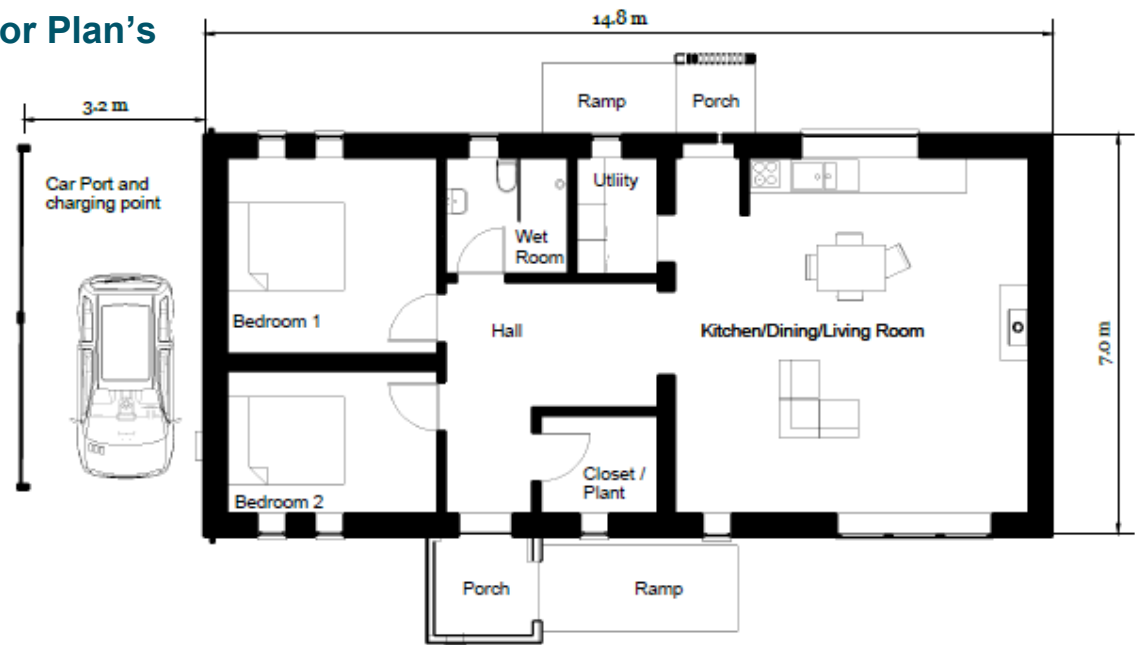 or Plan's
14.8 m
3.2 m
Ramp
Porch
Car Port and
charging point
Utliity
Wet
Room
Bedroom 1
Hall
Kitchen/Dining/Living Room
7.0 m
Closet /
Plant
Bedroom 2
Porch
Ramp